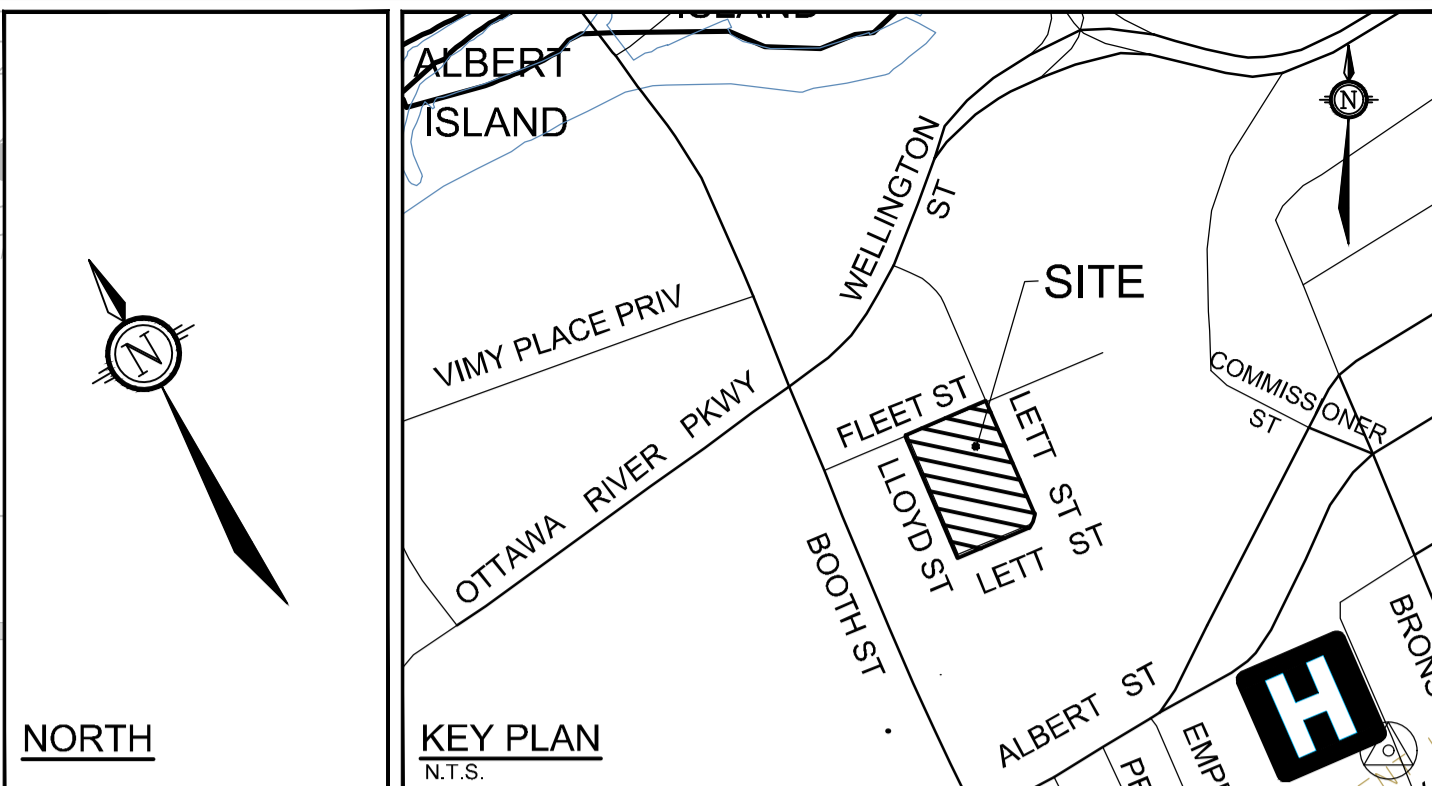 N
NORTH
ISLAND
ALBERT
ISLAND
N
WELLINGTON
ST
SITE
VIMY PLACE PRIV
OTTAWA RIVER PKWY
FLEET ST
LETT ST
LLOYD ST
LETT ST
COMMISSIONER
ST
BOOTH ST
ALBERT ST
H
KEY PLAN
N.T.S.